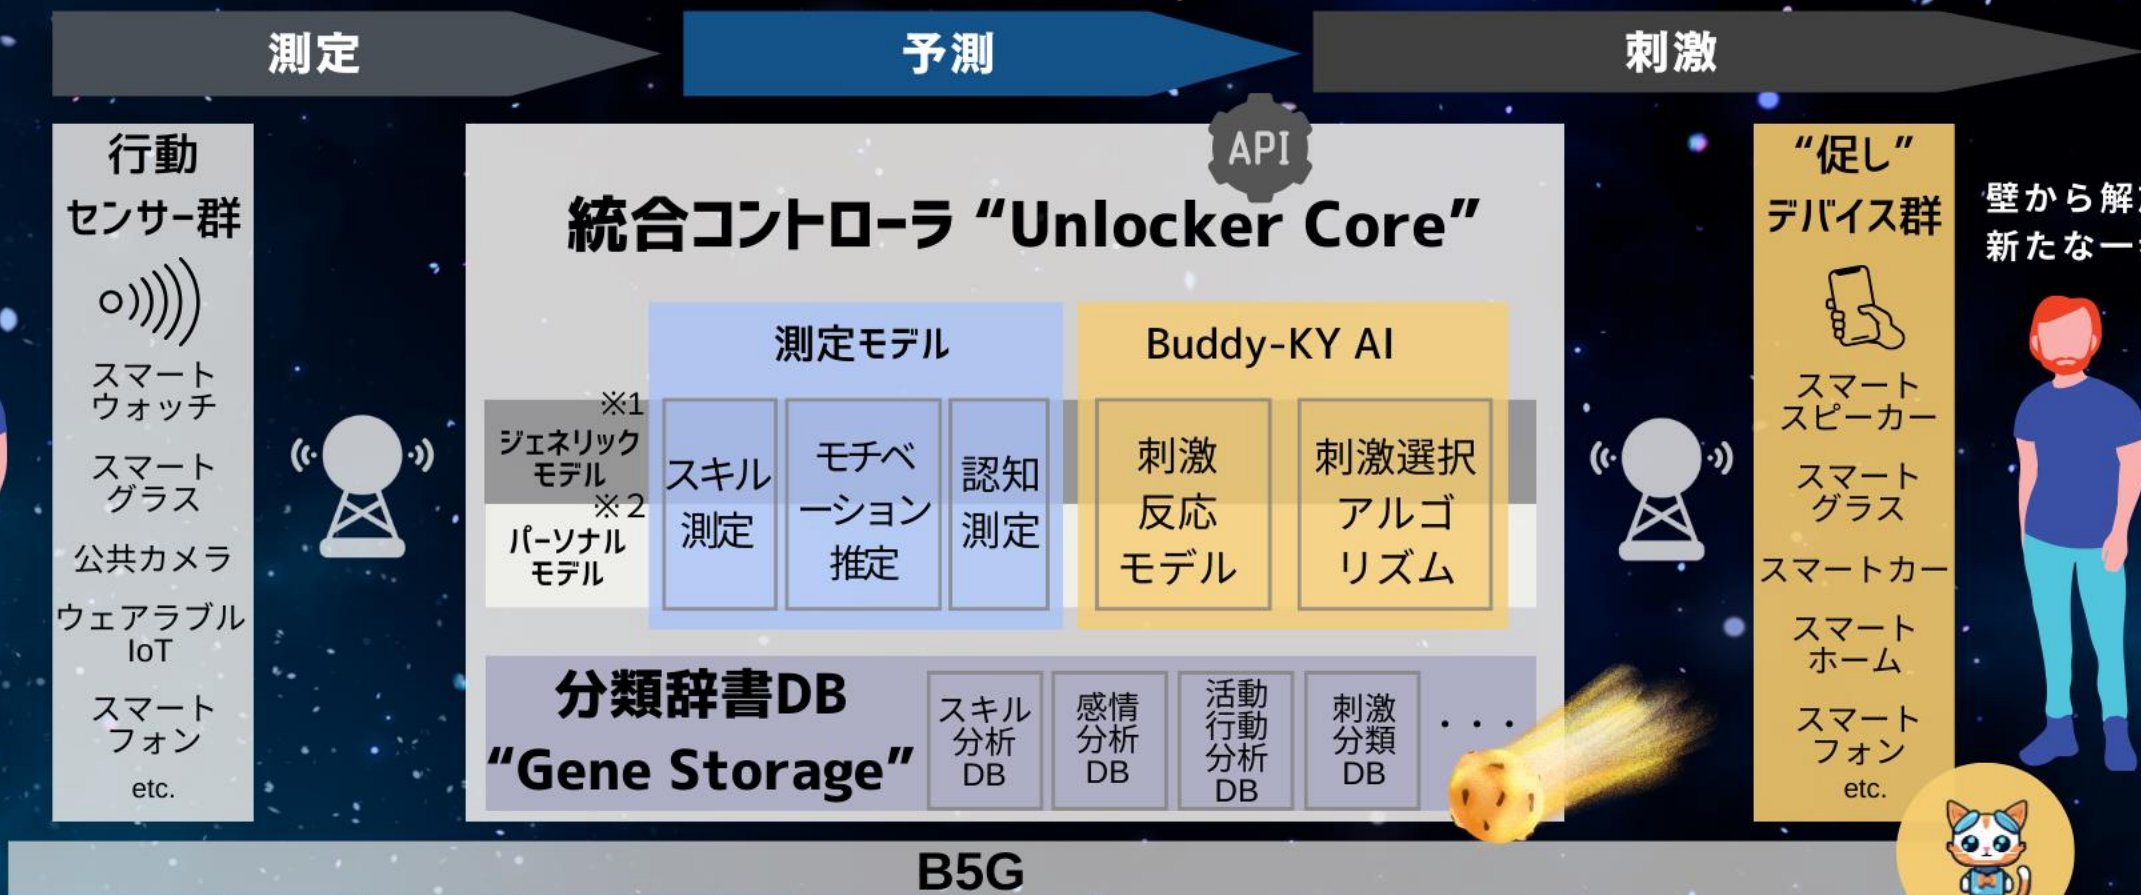 測定
予測
刺激
行動
センサー群
スマート
ウォッチ
スマート
グラス
公共カメラ
ウェアラブル
IoT
スマート
フォン
etc.
API
統合コントローラ “Unlocker Core”
測定モデル
Buddy-KY AI
※1
ジェネリック
モデル
※2
パーソナル
モデル
スキル
測定
モチベ
ーション
推定
認知
測定
刺激
反応
モデル
刺激選択
アルゴ
リズム
分類辞書DB
“Gene Storage”
スキル
分析
DB
感情
分析
DB
活動
行動
分析
DB
刺激
分類
DB
・・・
“促し”
デバイス群
スマート
スピーカー
スマート
グラス
スマートカー
スマート
ホーム
スマート
フォン
etc.
壁から解
新たな一
B5G